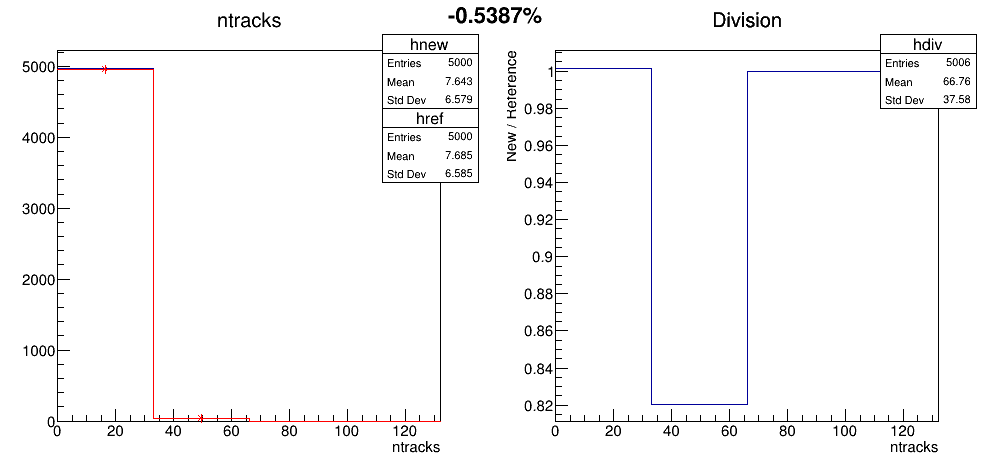 -0.5387%
ntracks
hnew
Entries 5000
Mean 7.643
Std Dev 6.579
href
Entries 5000
Mean 7.685
Std Dev 6.585
5000
4000
3000
2000
1000
0
0 20 40 60 80 100 120
ntracks
Division
hdiv
Entries 5006
Mean 66.76
Std Dev 37.58
New / Reference
1
0.98
0.96
0.94
0.92
0.9
0.88
0.86
0.84
0.82
0 20 40 60 80 100 120
ntracks